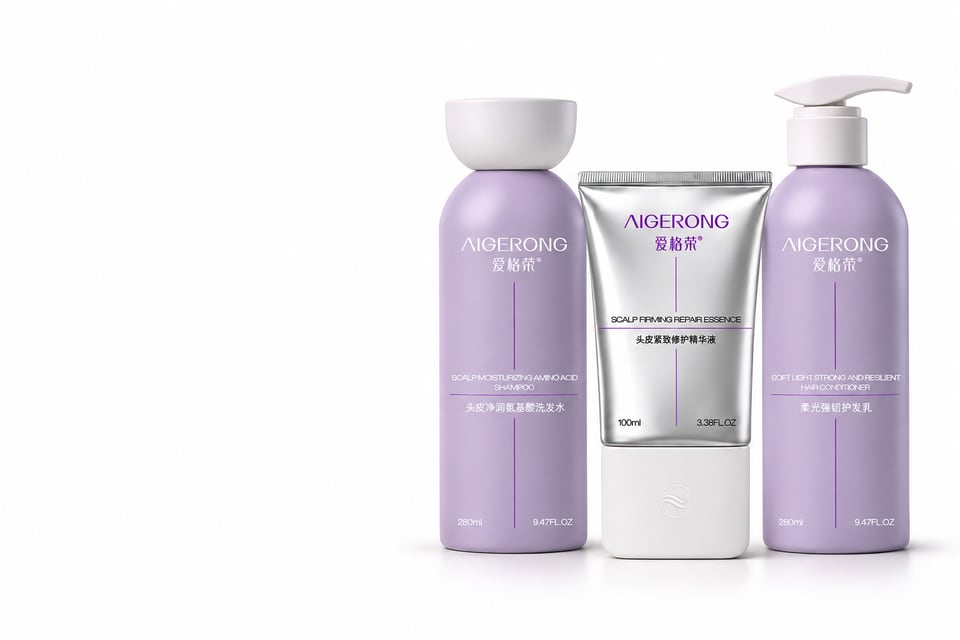 AIGERONG
爱格荣®
SCALP MOISTURIZING AMINO ACID
SHAMPOO
头皮净润氨基酸洗发水
280ml 9.47FL.OZ
AIGERONG
爱格荣®
SCALP FIRMING REPAIR ESSENCE
头皮紧致修护精华液
100ml 3.38FL.OZ
AIGERONG
爱格荣®
SOFT LIGHT STRONG AND RESILIENT
HAIR CONDITIONER
柔光強韧护发乳
280ml 9.47FL.OZ